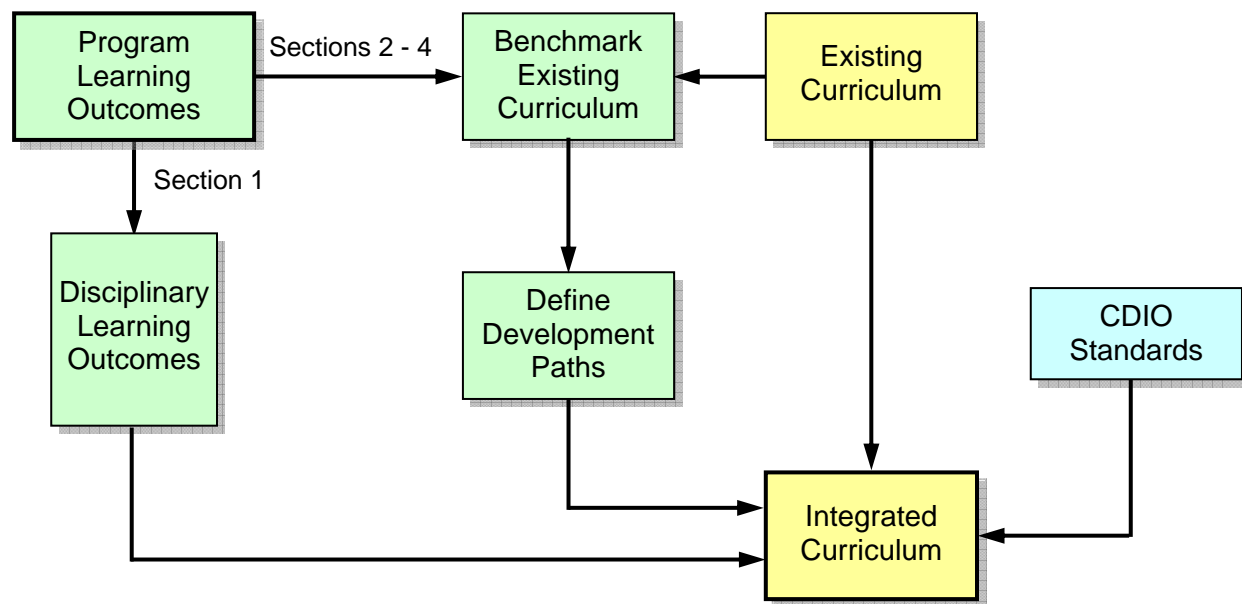 Program
Learning
Outcomes
Sections 2 - 4
Benchmark
Existing
Curriculum
Existing
Curriculum
Section 1
Disciplinary
Learning
Outcomes
Define
Development
Paths
CDIO
Standards
Integrated
Curriculum